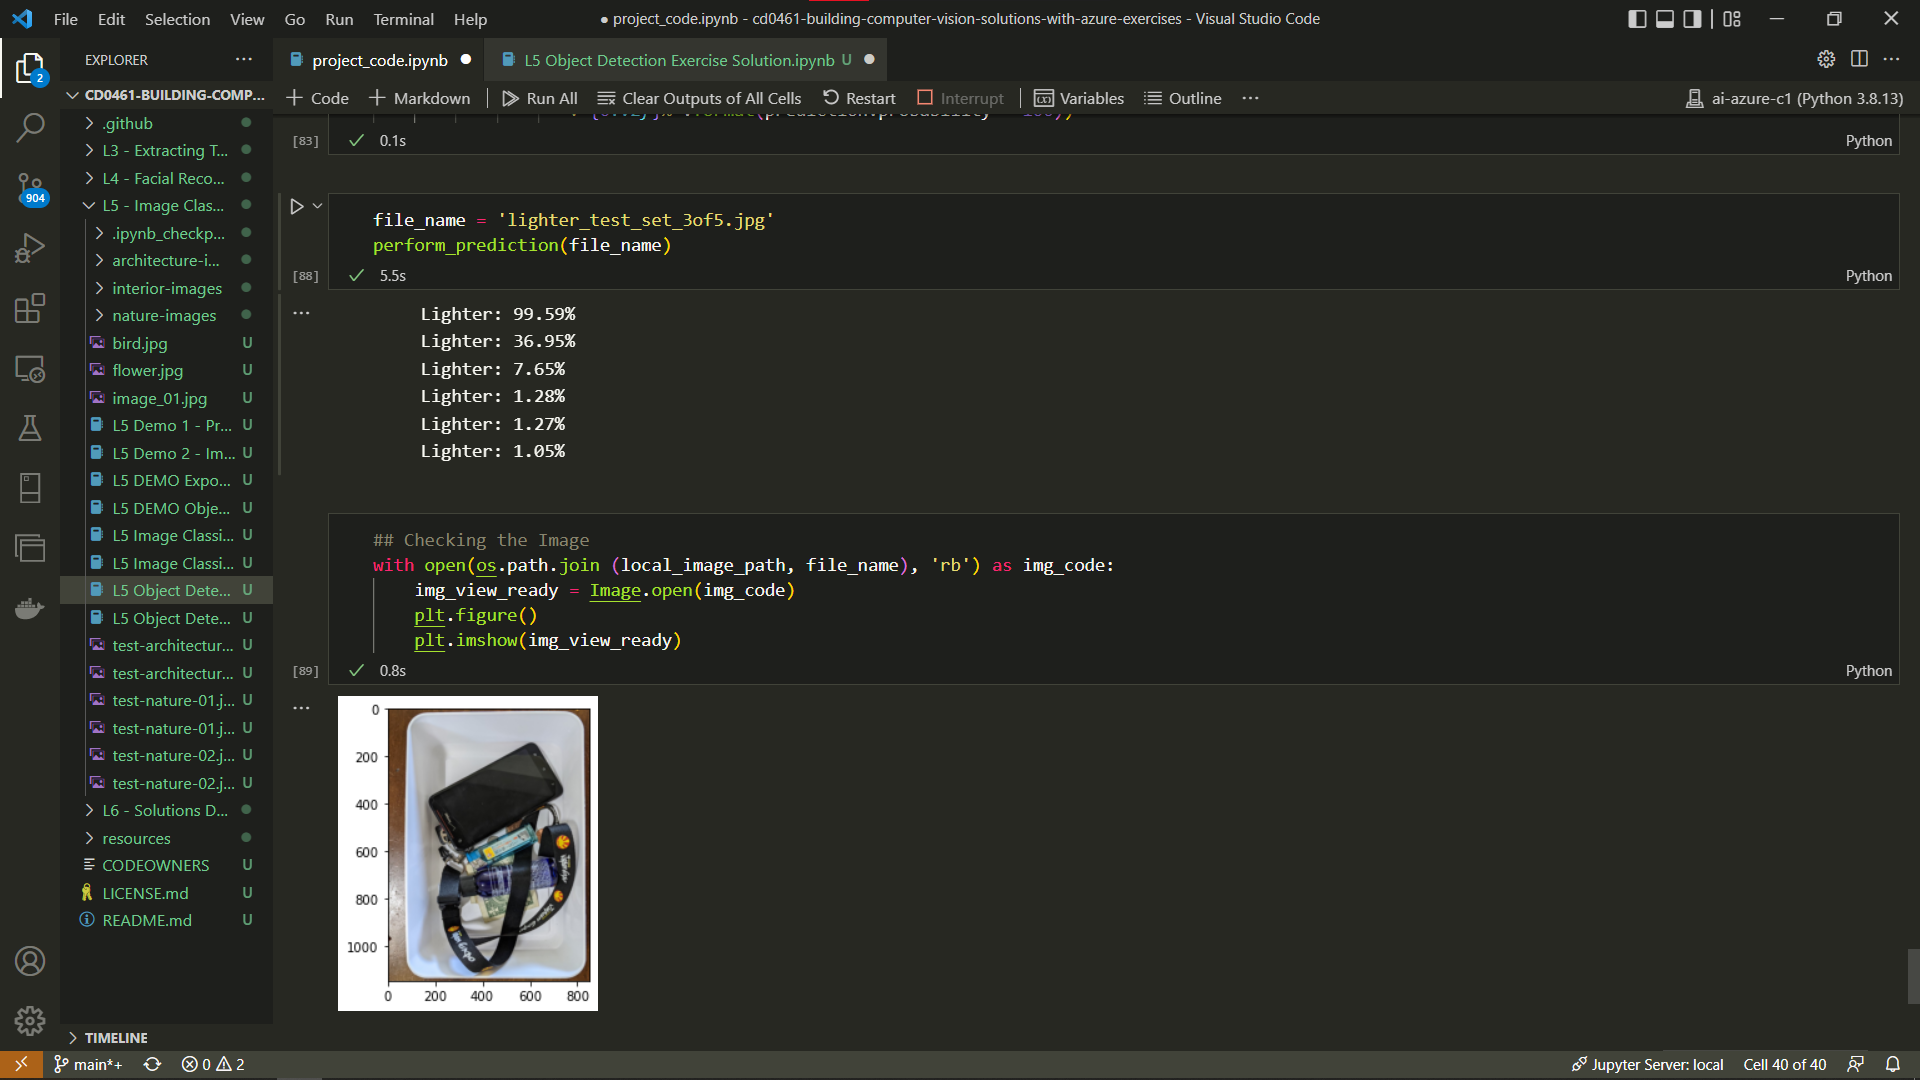 File Edit Selection View Go Run Terminal Help
● project_code.ipynb - cd0461-building-computer-vision-solutions-with-azure-exercises - Visual Studio Code
EXPLORER
project_code.ipynb
L5 Object Detection Exercise Solution.ipynb U
CD0461-BUILDING-COMP...
Code
Markdown
Run All
Clear Outputs of All Cells
Restart
Interrupt
Variables
Outline
ai-azure-c1 (Python 3.8.13)
2
904
.github
L3 - Extracting T...
L4 - Facial Reco...
L5 - Image Clas...
.ipynb_checkp...
architecture-i...
interior-images
nature-images
bird.jpg U
flower.jpg U
image_01.jpg U
L5 Demo 1 - Pr... U
L5 Demo 2 - Im... U
L5 DEMO Expo... U
L5 DEMO Obje... U
L5 Image Classi... U
L5 Image Classi... U
L5 Object Dete... U
L5 Object Dete... U
test-architectur... U
test-architectur... U
test-nature-01.j... U
test-nature-01.j... U
test-nature-02.j... U
test-nature-02.j... U
L6 - Solutions D...
resources
CODEOWNERS U
LICENSE.md U
README.md U
TIMELINE
[83] 0.1s Python
file_name = 'lighter_test_set_3of5.jpg'
perform_prediction(file_name)
[88] 5.5s Python
Lighter: 99.59%
Lighter: 36.95%
Lighter: 7.65%
Lighter: 1.28%
Lighter: 1.27%
Lighter: 1.05%
## Checking the Image
with open(os.path.join (local_image_path, file_name), 'rb') as img_code:
img_view_ready = Image.open(img_code)
plt.figure()
plt.imshow(img_view_ready)
[89] 0.8s Python
0
200
400
600
800
1000
0 200 400 600 800
main*+ 0 2
Jupyter Server: local Cell 40 of 40